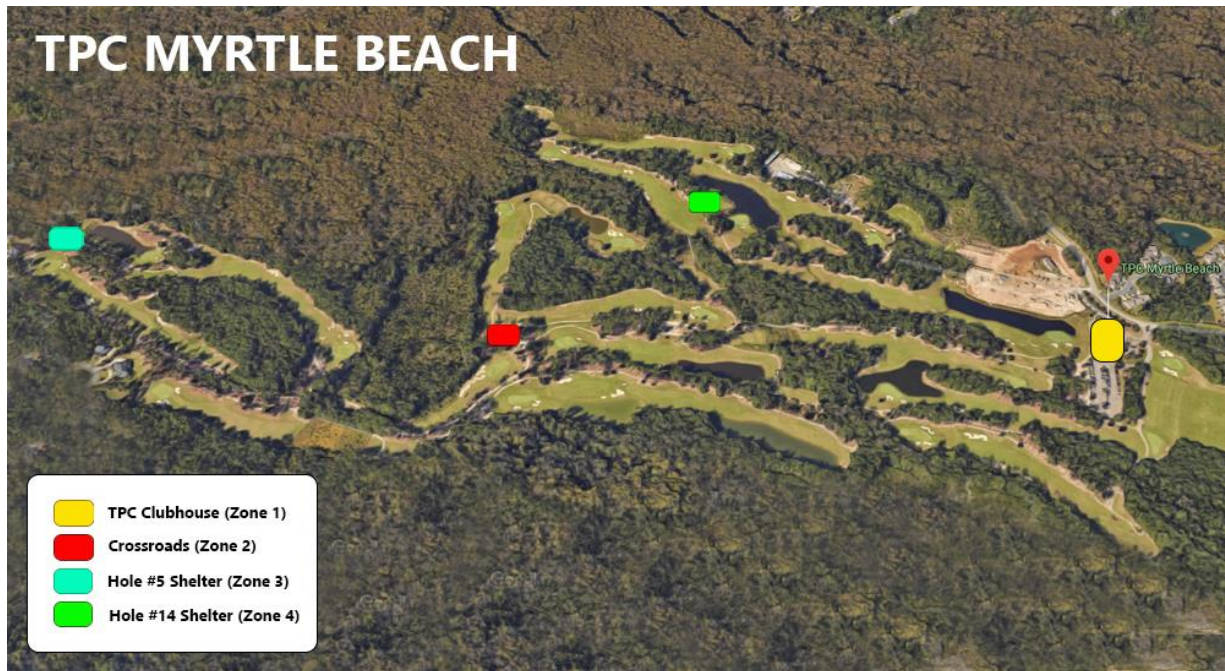 TPC MYRTLE BEACH
TPC Myrtle Beach
TPC Clubhouse (Zone 1)
Crossroads (Zone 2)
Hole #5 Shelter (Zone 3)
Hole #14 Shelter (Zone 4)